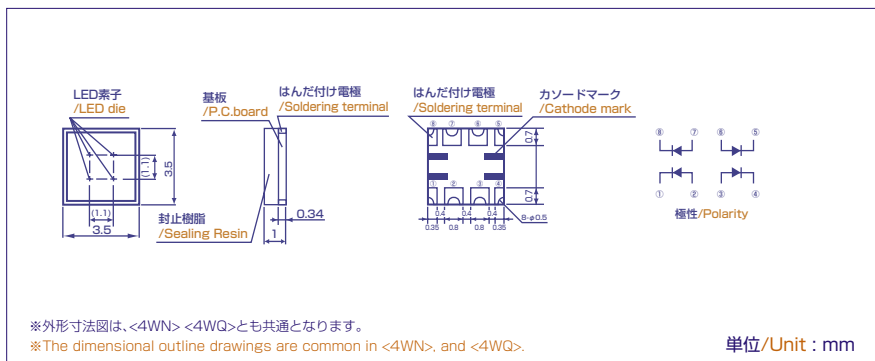 LED素子
/LED die
基板
/P.C.board
はんだ付け電極
/Soldering terminal
はんだ付け電極
/Soldering terminal
カソードマーク
/Cathode mark
(1.1)
3.5
(1.1)
3.5
封止樹脂
/Sealing Resin
0.34
1
⑧ ⑦ ⑥ ⑤
① ② ③ ④
0.7
0.7
0.4 0.4 0.4
0.35 0.8 0.8 0.35
8-φ0.5
⑧ ⑦ ⑥ ⑤
① ② ③ ④
極性/Polarity
※外形寸法図は、<4WN> <4WQ>とも共通となります。
※The dimensional outline drawings are common in <4WN>, and <4WQ>.
単位/Unit : mm